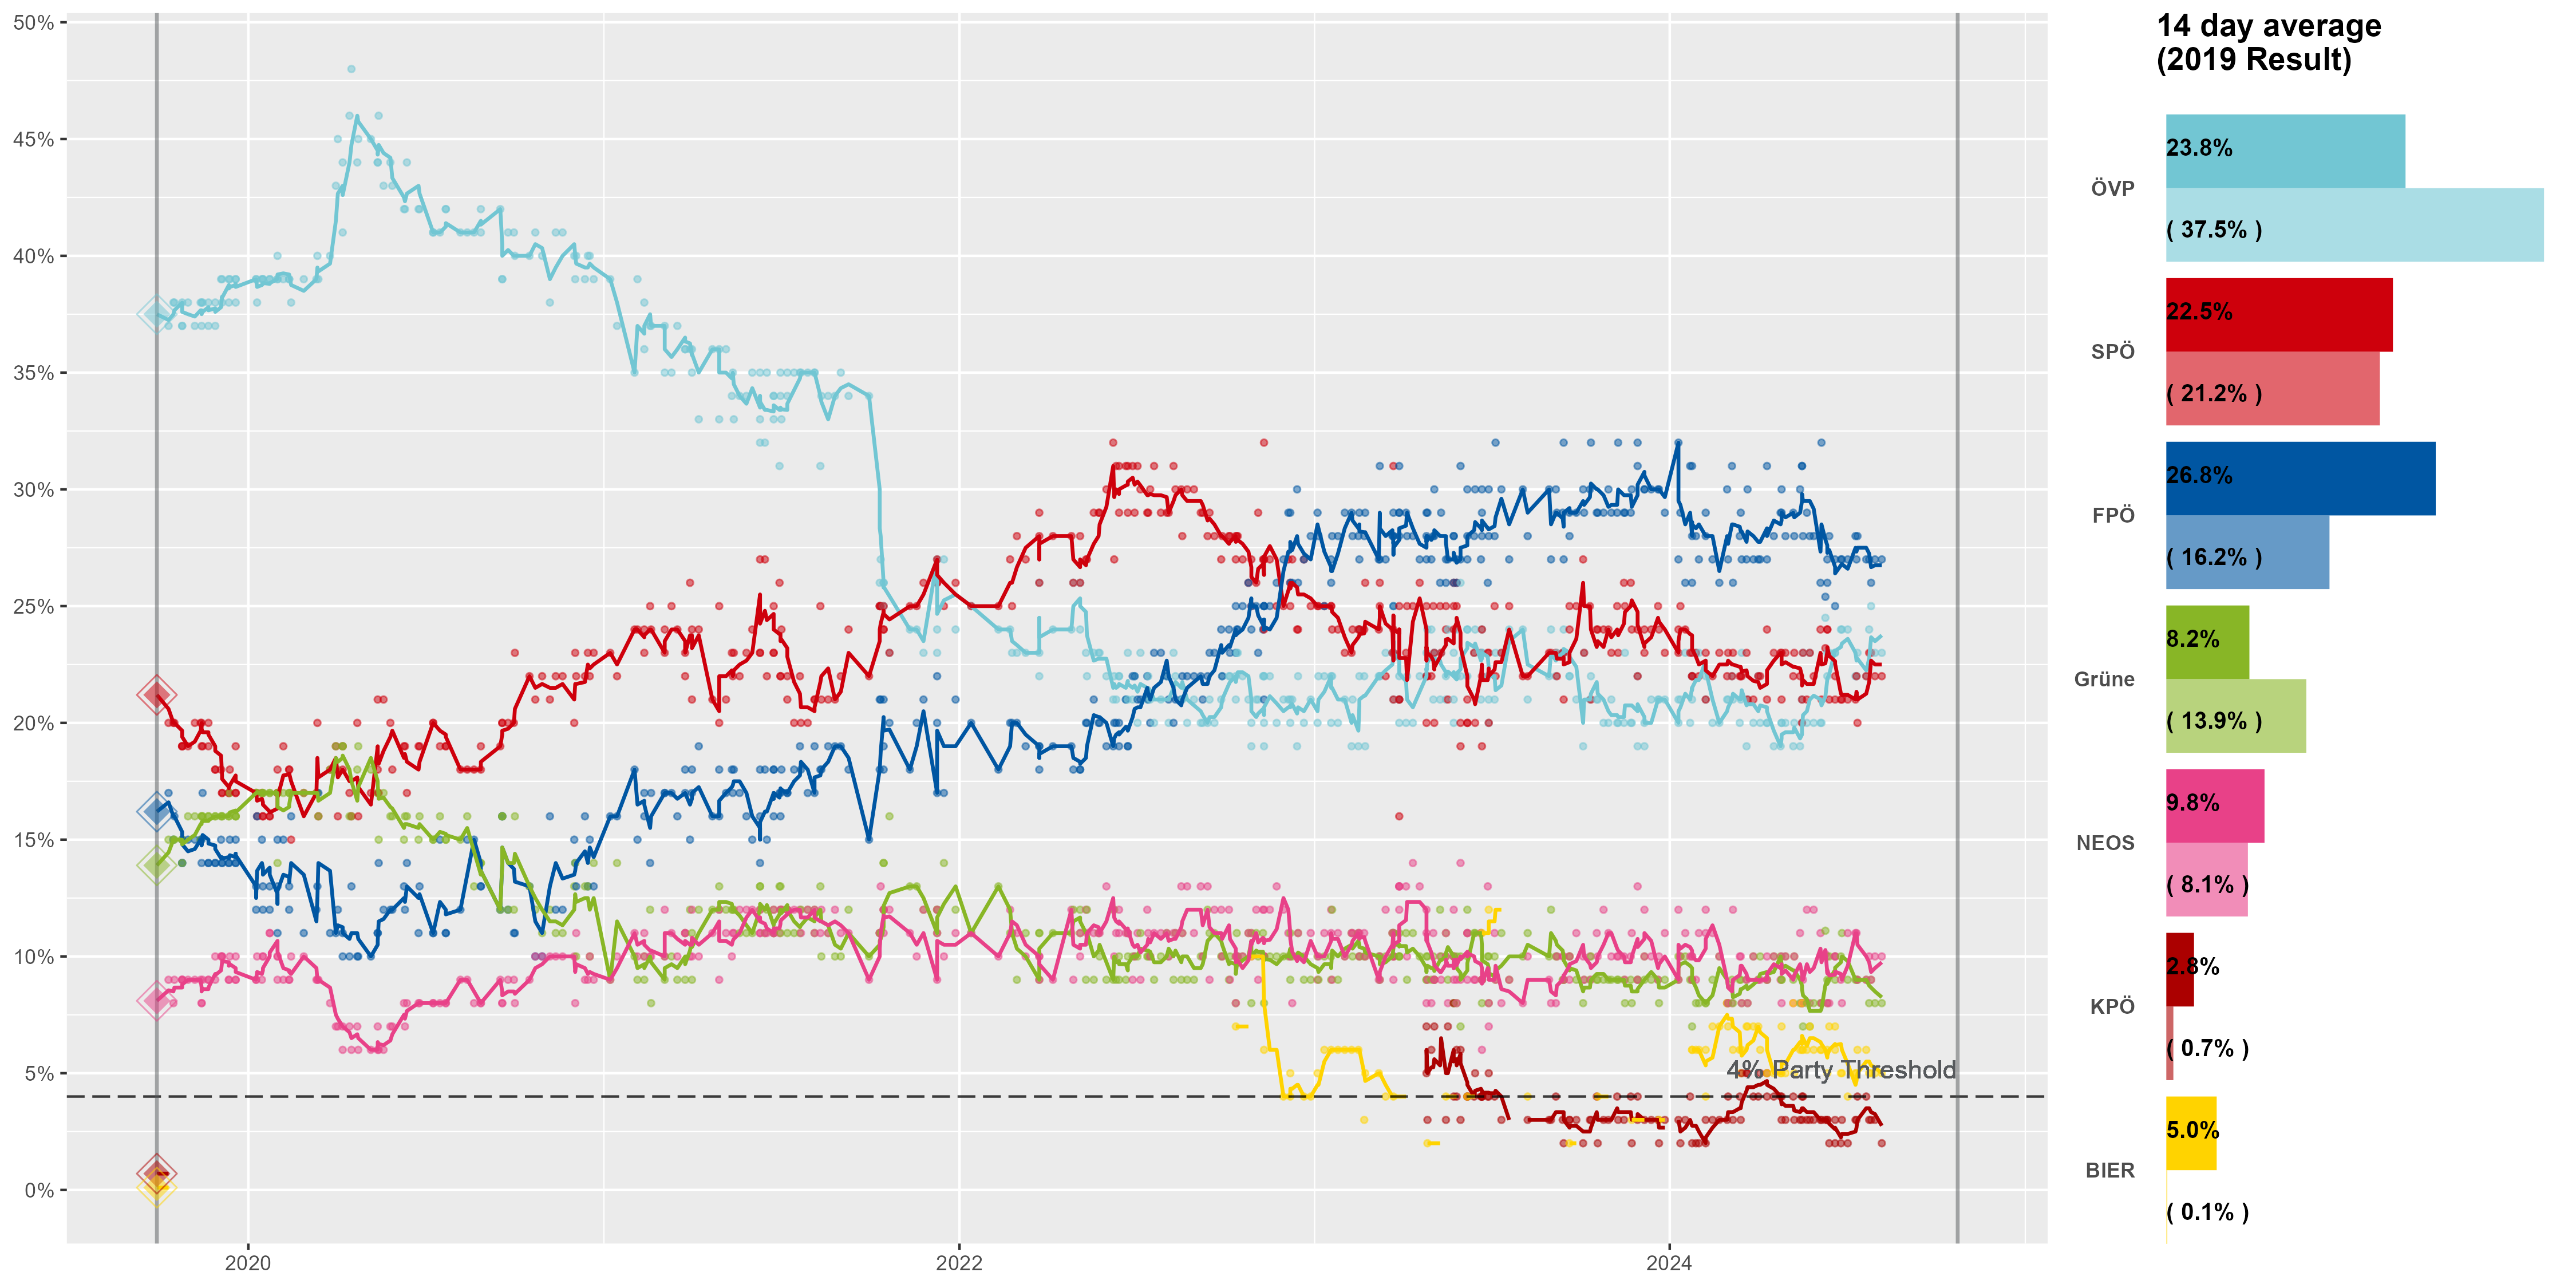 50%
45%
40%
35%
30%
25%
20%
15%
10%
5%
0%
4% Party Threshold
2020
2022
2024
14 day average
(2019 Result)
ÖVP
23.8%
( 37.5% )
SPÖ
22.5%
( 21.2% )
FPÖ
26.8%
( 16.2% )
Grüne
8.2%
( 13.9% )
NEOS
9.8%
( 8.1% )
KPÖ
2.8%
( 0.7% )
BIER
5.0%
( 0.1% )